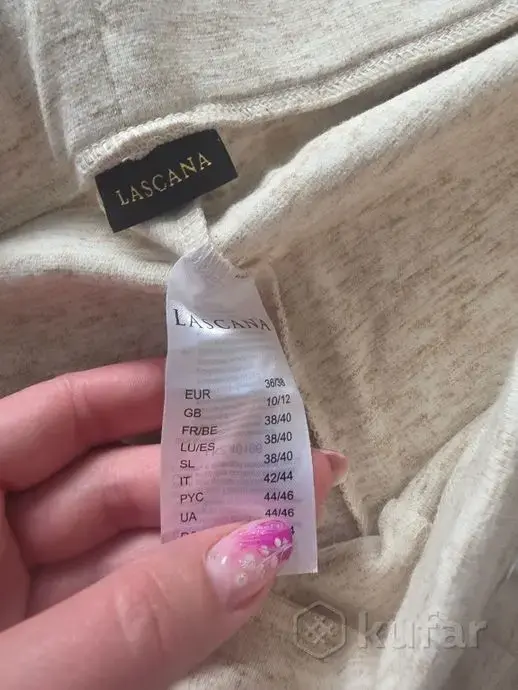 LASCANA
LASCANA
EUR 36/38
GB 10/12
FR/BE 38/40
LU/ES 38/40
SL 38/40
IT 42/44
РУС 44/46
UA 44/46
kufar